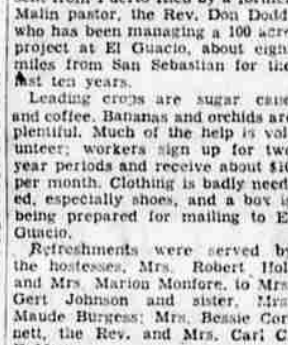 Malin pastor, the Rev. Don Dodd
who has been managing a 100 acre
project at El Guacio, about eigh
miles from San Sebastian for the
last ten years.
Leading crops are sugar cane
and coffee. Bananas and orchids are
plentiful. Much of the help is vol
unteer; workers sign up for two
year periods and receive about $10
per month. Clothing is badly need
ed, especially shoes, and a box is
being prepared for mailing to E
Guacio.
Refreshments were served by
the hostesses, Mrs. Robert Hol
and Mrs. Marion Monfore, to Mrs
Gert Johnson and sister, Mrs
Maude Burgess; Mrs. Bessie Cor
nett, the Rev. and Mrs. Carl C